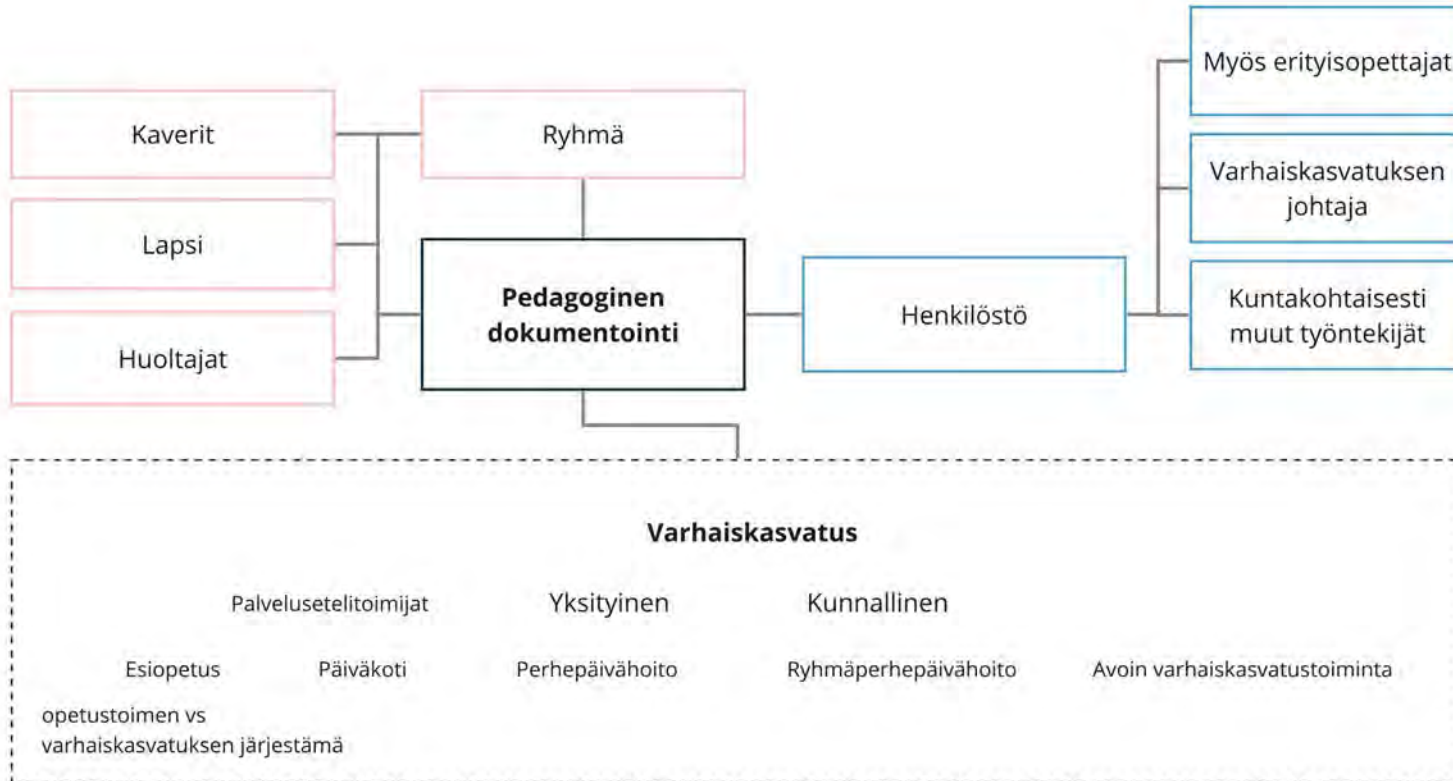 Myös erityisopettajat
Kaverit
Ryhmä
Varhaiskasvatuksen
johtaja
Lapsi
Pedagoginen
dokumentointi
Henkilöstö
Kuntakohtaisesti
muut työntekijät
Huoltajat
Varhaiskasvatus
Palvelusetelitoimijat
Yksityinen
Kunnallinen
Esiopetus
Päiväkoti
Perhepäivähoito
Ryhmäperhepäivähoito
Avoin varhaiskasvatustoiminta
opetustoimen vs
varhaiskasvatuksen järjestämä